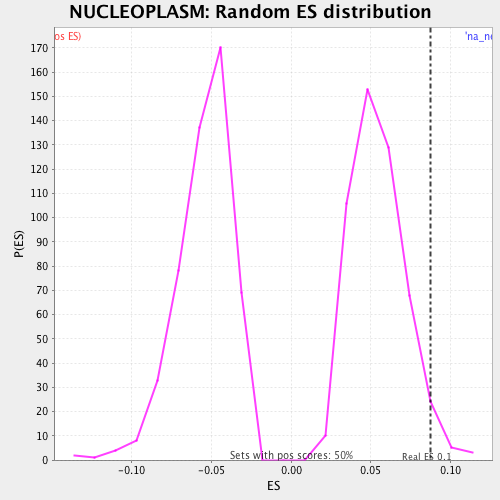 NUCLEOPLASM: Random ES distribution
os ES)
'na_ne
170
160
150
140
130
120
110
100
90
80
70
60
50
40
30
20
10
0
P(ES)
Sets with pos scores: 50%
Real ES 0.1
-0.10 -0.05 0.00 0.05 0.10
ES